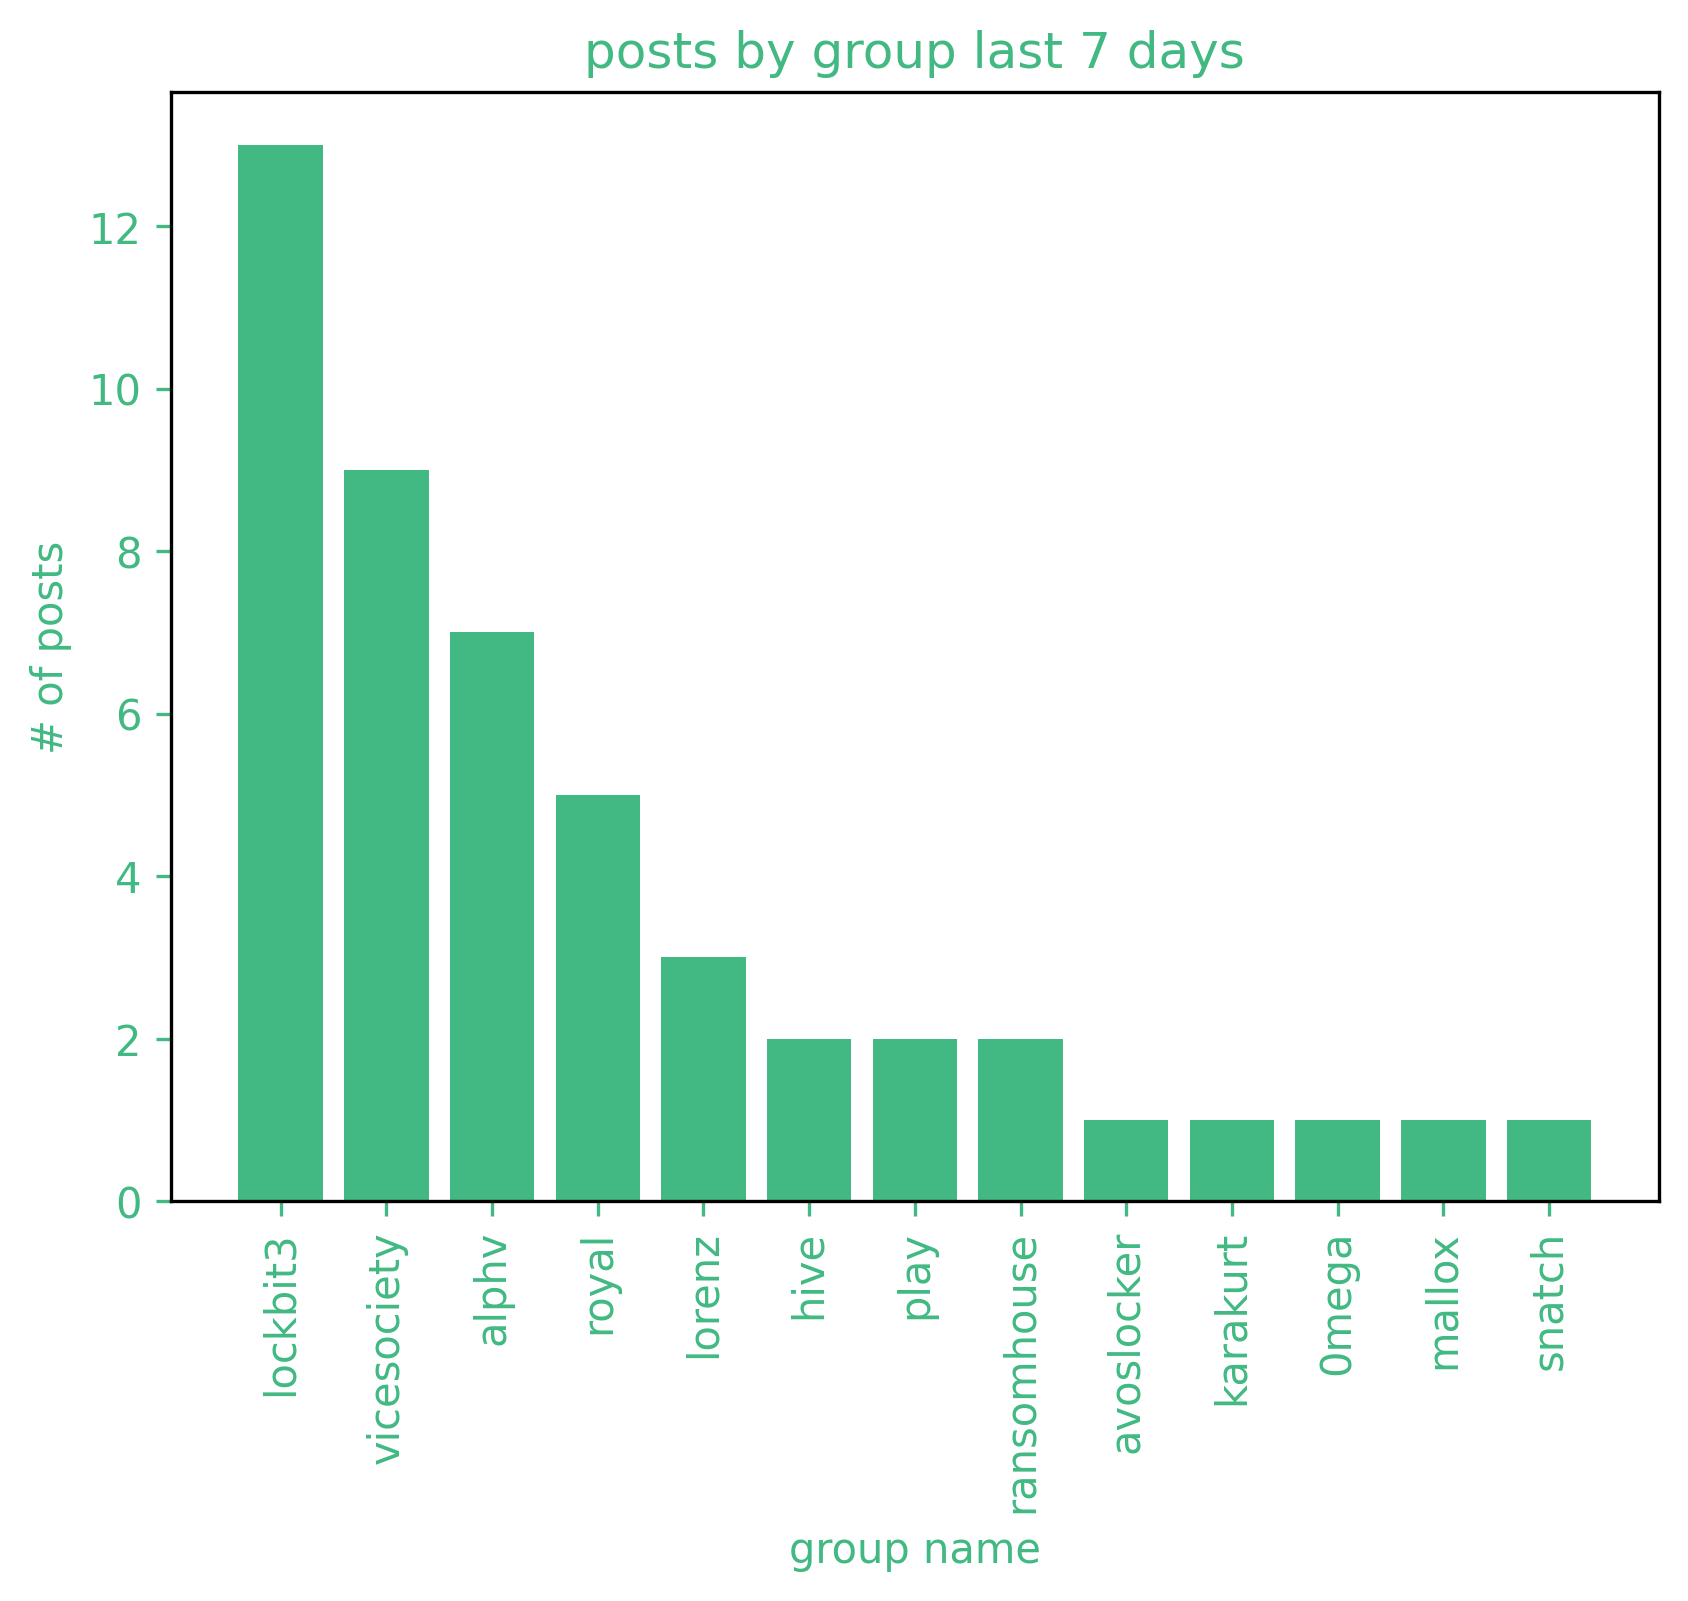 posts by group last 7 days
# of posts
12
10
8
6
4
2
0
lockbit3
vicesociety
alphv
royal
lorenz
hive
play
ransomhouse
avoslocker
karakurt
0mega
mallox
snatch
group name